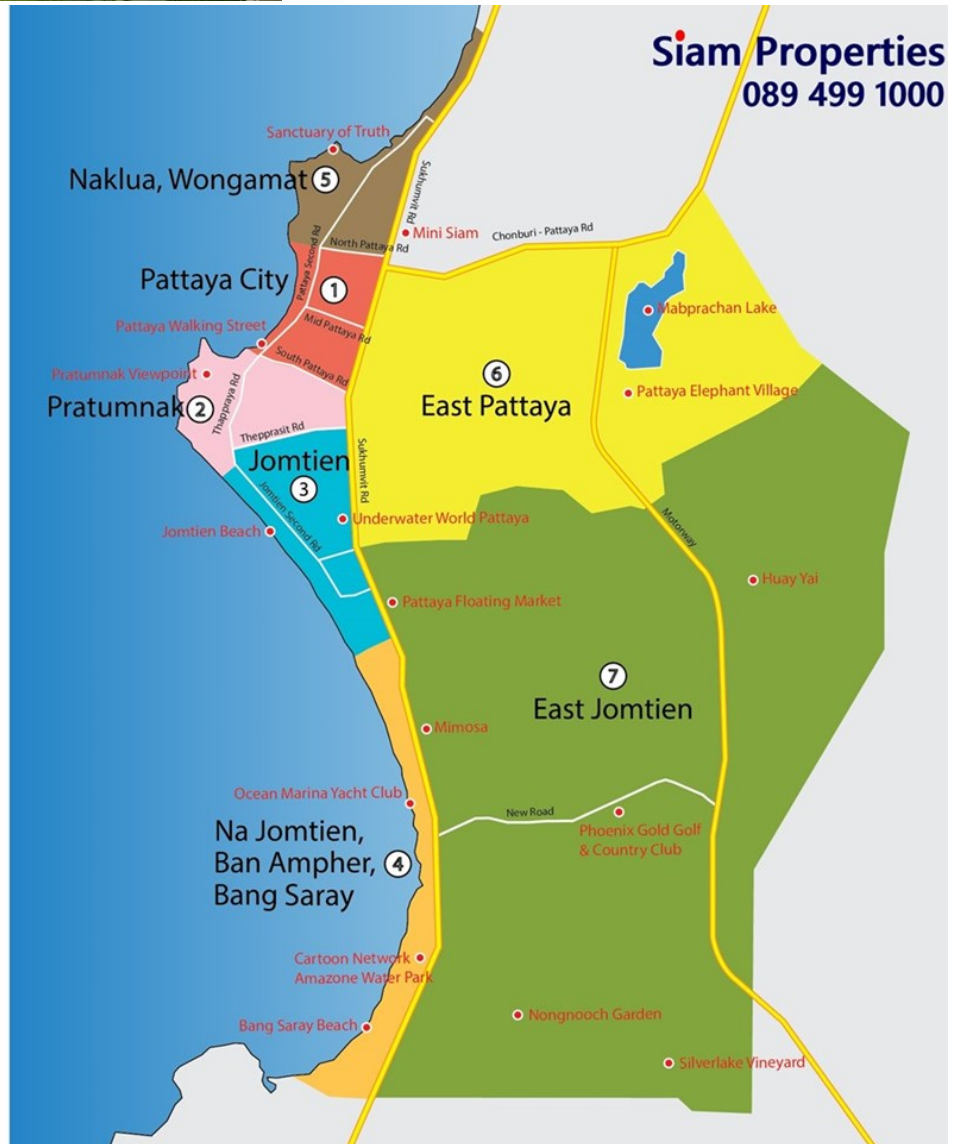 Siam Properties
089 499 1000
Sanctuary of Truth
Naklua, Wongamat 5
Sukhumvit Rd
Mini Siam
Chonburi - Pattaya Rd
North Pattaya Rd
Pattaya Second Rd
Pattaya City
1
Mabprachan Lake
Mid Pattaya Rd
Pattaya Walking Street
South Pattaya Rd
Pratumnak Viewpoint
6
East Pattaya
Pattaya Elephant Village
Pratumnak 2
Thappraya Rd
Thepprasit Rd
Jomtien
3
Sukhumvit Rd
Jomtien Second Rd
Underwater World Pattaya
Jomtien Beach
Motorway
Huay Yai
Pattaya Floating Market
7
East Jomtien
Mimosa
Ocean Marina Yacht Club
New Road
Phoenix Gold Golf
& Country Club
Na Jomtien,
Ban Ampher, 4
Bang Saray
Cartoon Network
Amazone Water Park
Nongnooch Garden
Bang Saray Beach
Silverlake Vineyard